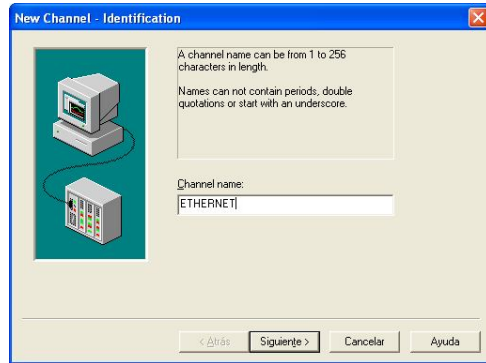 New Channel - Identification
A channel name can be from 1 to 256
characters in length.
Names can not contain periods, double
quotations or start with an underscore.
Channel name:
ETHERNET
< Atrás
Siguiente >
Cancelar
Ayuda